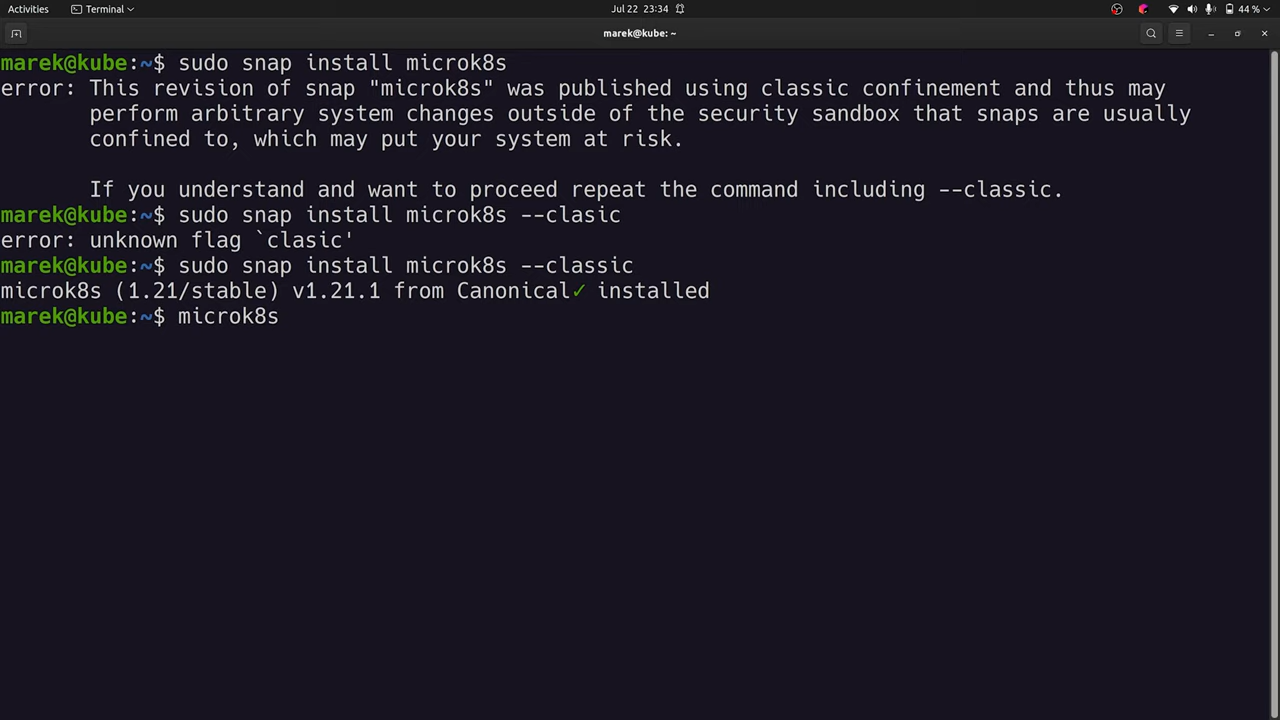 Activities Terminal Jul 22 23:34 44 %
marek@kube: ~
marek@kube:~$ sudo snap install microk8s
error: This revision of snap "microk8s" was published using classic confinement and thus may
perform arbitrary system changes outside of the security sandbox that snaps are usually
confined to, which may put your system at risk.
If you understand and want to proceed repeat the command including --classic.
marek@kube:~$ sudo snap install microk8s --clasic
error: unknown flag `clasic'
marek@kube:~$ sudo snap install microk8s --classic
microk8s (1.21/stable) v1.21.1 from Canonical✓ installed
marek@kube:~$ microk8s